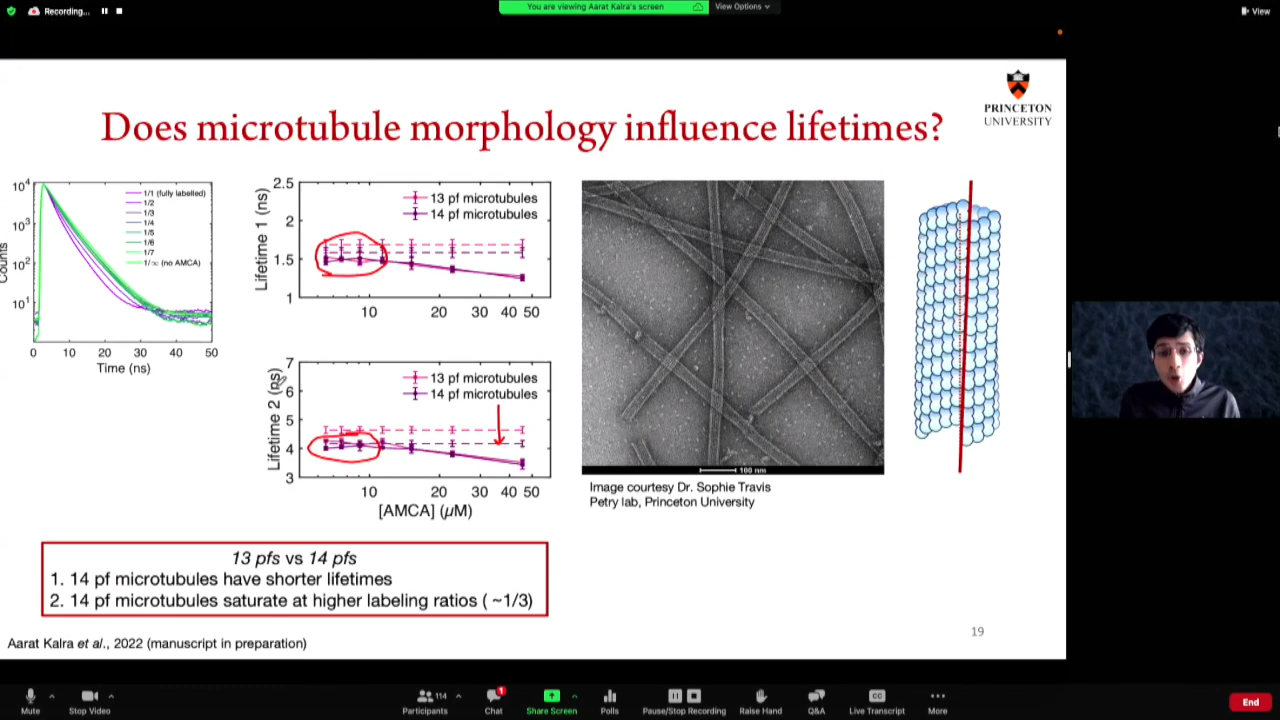 Recording...
You are viewing Aarat Kalra's screen
View Options
View
Does microtubule morphology influence lifetimes?
PRINCETON
UNIVERSITY
10⁴
10³
10²
10¹
Counts
1/1 (fully labelled)
1/2
1/3
1/4
1/5
1/6
1/7
1/∞ (no AMCA)
0 10 20 30 40 50
Time (ns)
2.5
2
1.5
1
Lifetime 1 (ns)
13 pf microtubules
14 pf microtubules
10 20 30 40 50
7
6
5
4
3
Lifetime 2 (ns)
13 pf microtubules
14 pf microtubules
10 20 30 40 50
[AMCA] (μM)
100 nm
Image courtesy Dr. Sophie Travis
Petry lab, Princeton University
13 pfs vs 14 pfs
1. 14 pf microtubules have shorter lifetimes
2. 14 pf microtubules saturate at higher labeling ratios ( ~1/3)
19
Aarat Kalra et al., 2022 (manuscript in preparation)
114
1
CC
Mute
Stop Video
Participants
Chat
Share Screen
Polls
Pause/Stop Recording
Raise Hand
Q&A
Live Transcript
More
End